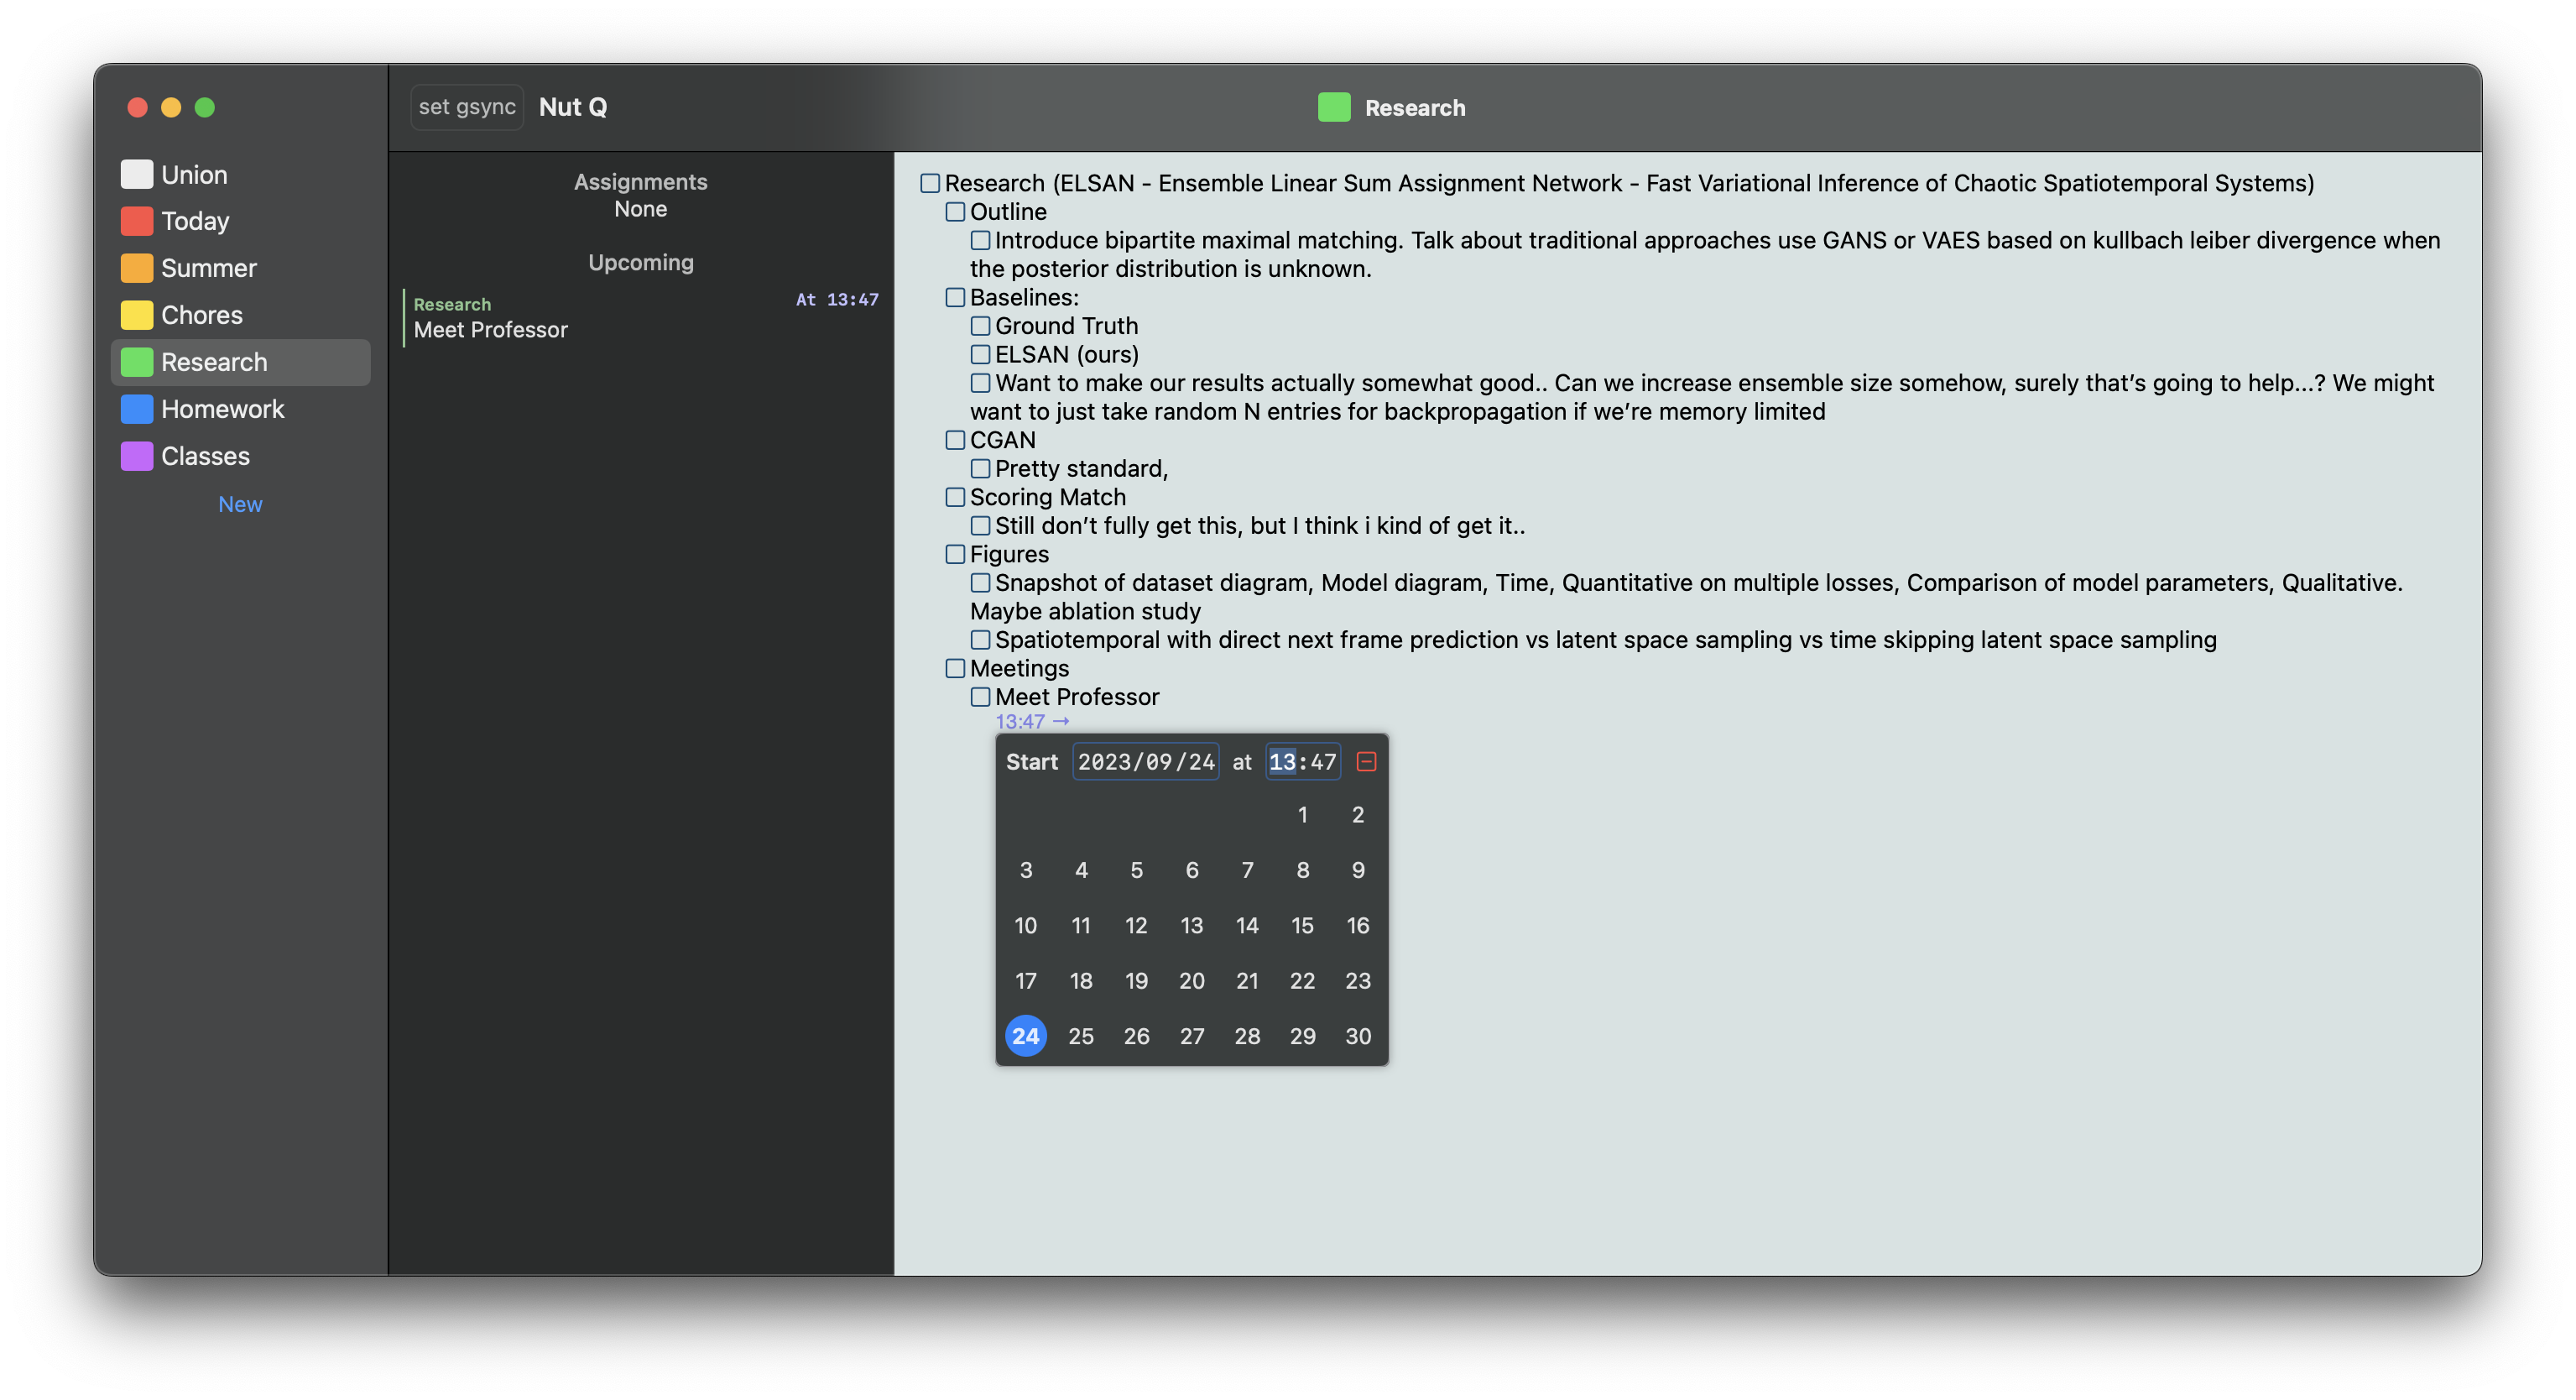 set gsync
Nut Q
Research
Union
Today
Summer
Chores
Research
Homework
Classes
New
Assignments
None
Upcoming
Research
At 13:47
Meet Professor
Research (ELSAN - Ensemble Linear Sum Assignment Network - Fast Variational Inference of Chaotic Spatiotemporal Systems)
Outline
Introduce bipartite maximal matching. Talk about traditional approaches use GANS or VAES based on kullbach leiber divergence when
the posterior distribution is unknown.
Baselines:
Ground Truth
ELSAN (ours)
Want to make our results actually somewhat good.. Can we increase ensemble size somehow, surely that's going to help...? We might
want to just take random N entries for backpropagation if we're memory limited
CGAN
Pretty standard,
Scoring Match
Still don't fully get this, but I think i kind of get it..
Figures
Snapshot of dataset diagram, Model diagram, Time, Quantitative on multiple losses, Comparison of model parameters, Qualitative.
Maybe ablation study
Spatiotemporal with direct next frame prediction vs latent space sampling vs time skipping latent space sampling
Meetings
Meet Professor
13:47 →
Start 2023/09/24 at 13:47
1 2
3 4 5 6 7 8 9
10 11 12 13 14 15 16
17 18 19 20 21 22 23
24 25 26 27 28 29 30